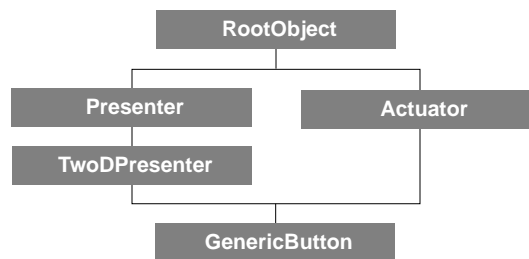 RootObject
Presenter
Actuator
TwoDPresenter
GenericButton